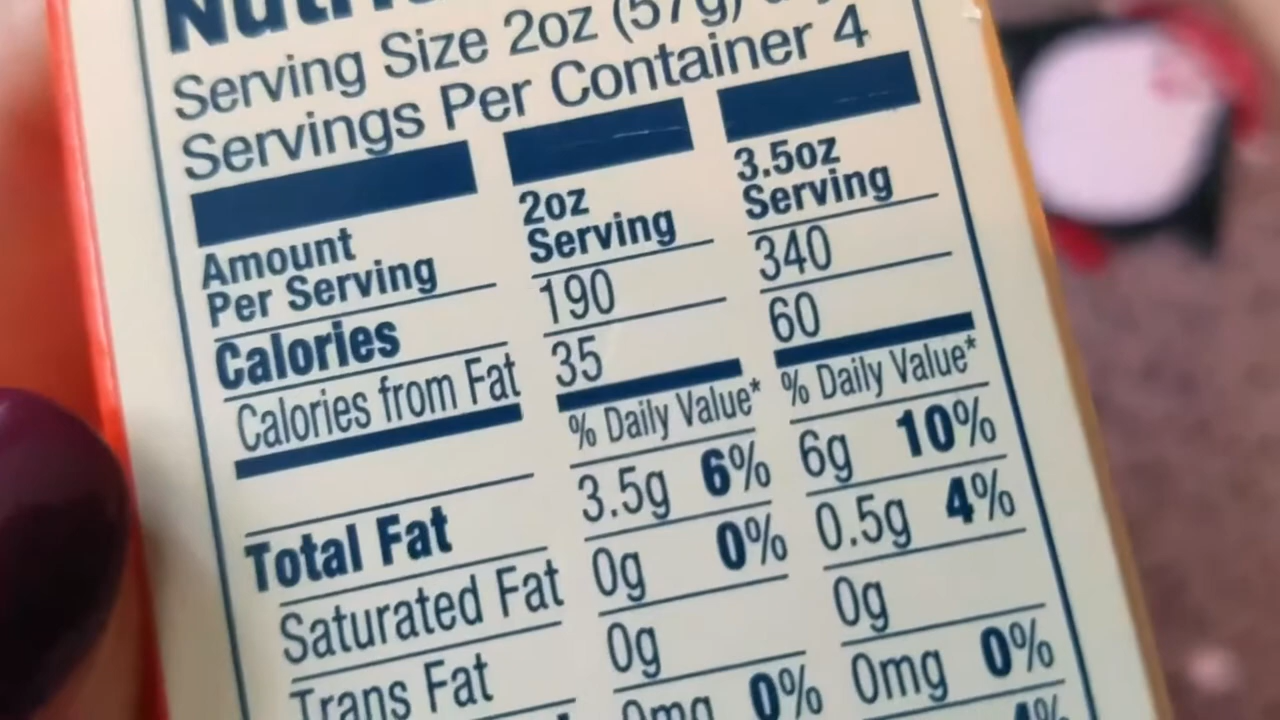 Serving Size 2oz (57g)
Servings Per Container 4
Amount Per Serving 2oz Serving 3.5oz Serving
Calories 190 340
Calories from Fat 35 60
% Daily Value* % Daily Value*
Total Fat 3.5g 6% 6g 10%
Saturated Fat 0g 0% 0.5g 4%
Trans Fat 0g 0g
0mg 0% 0mg 0%
4%